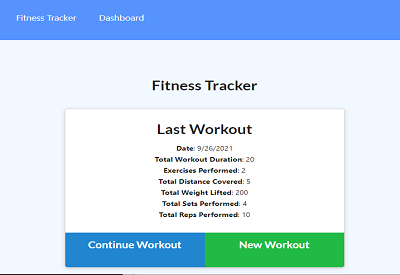 Fitness Tracker Dashboard
Fitness Tracker
Last Workout
Date: 9/26/2021
Total Workout Duration: 20
Exercises Performed: 2
Total Distance Covered: 5
Total Weight Lifted: 200
Total Sets Performed: 4
Total Reps Performed: 10
Continue Workout New Workout